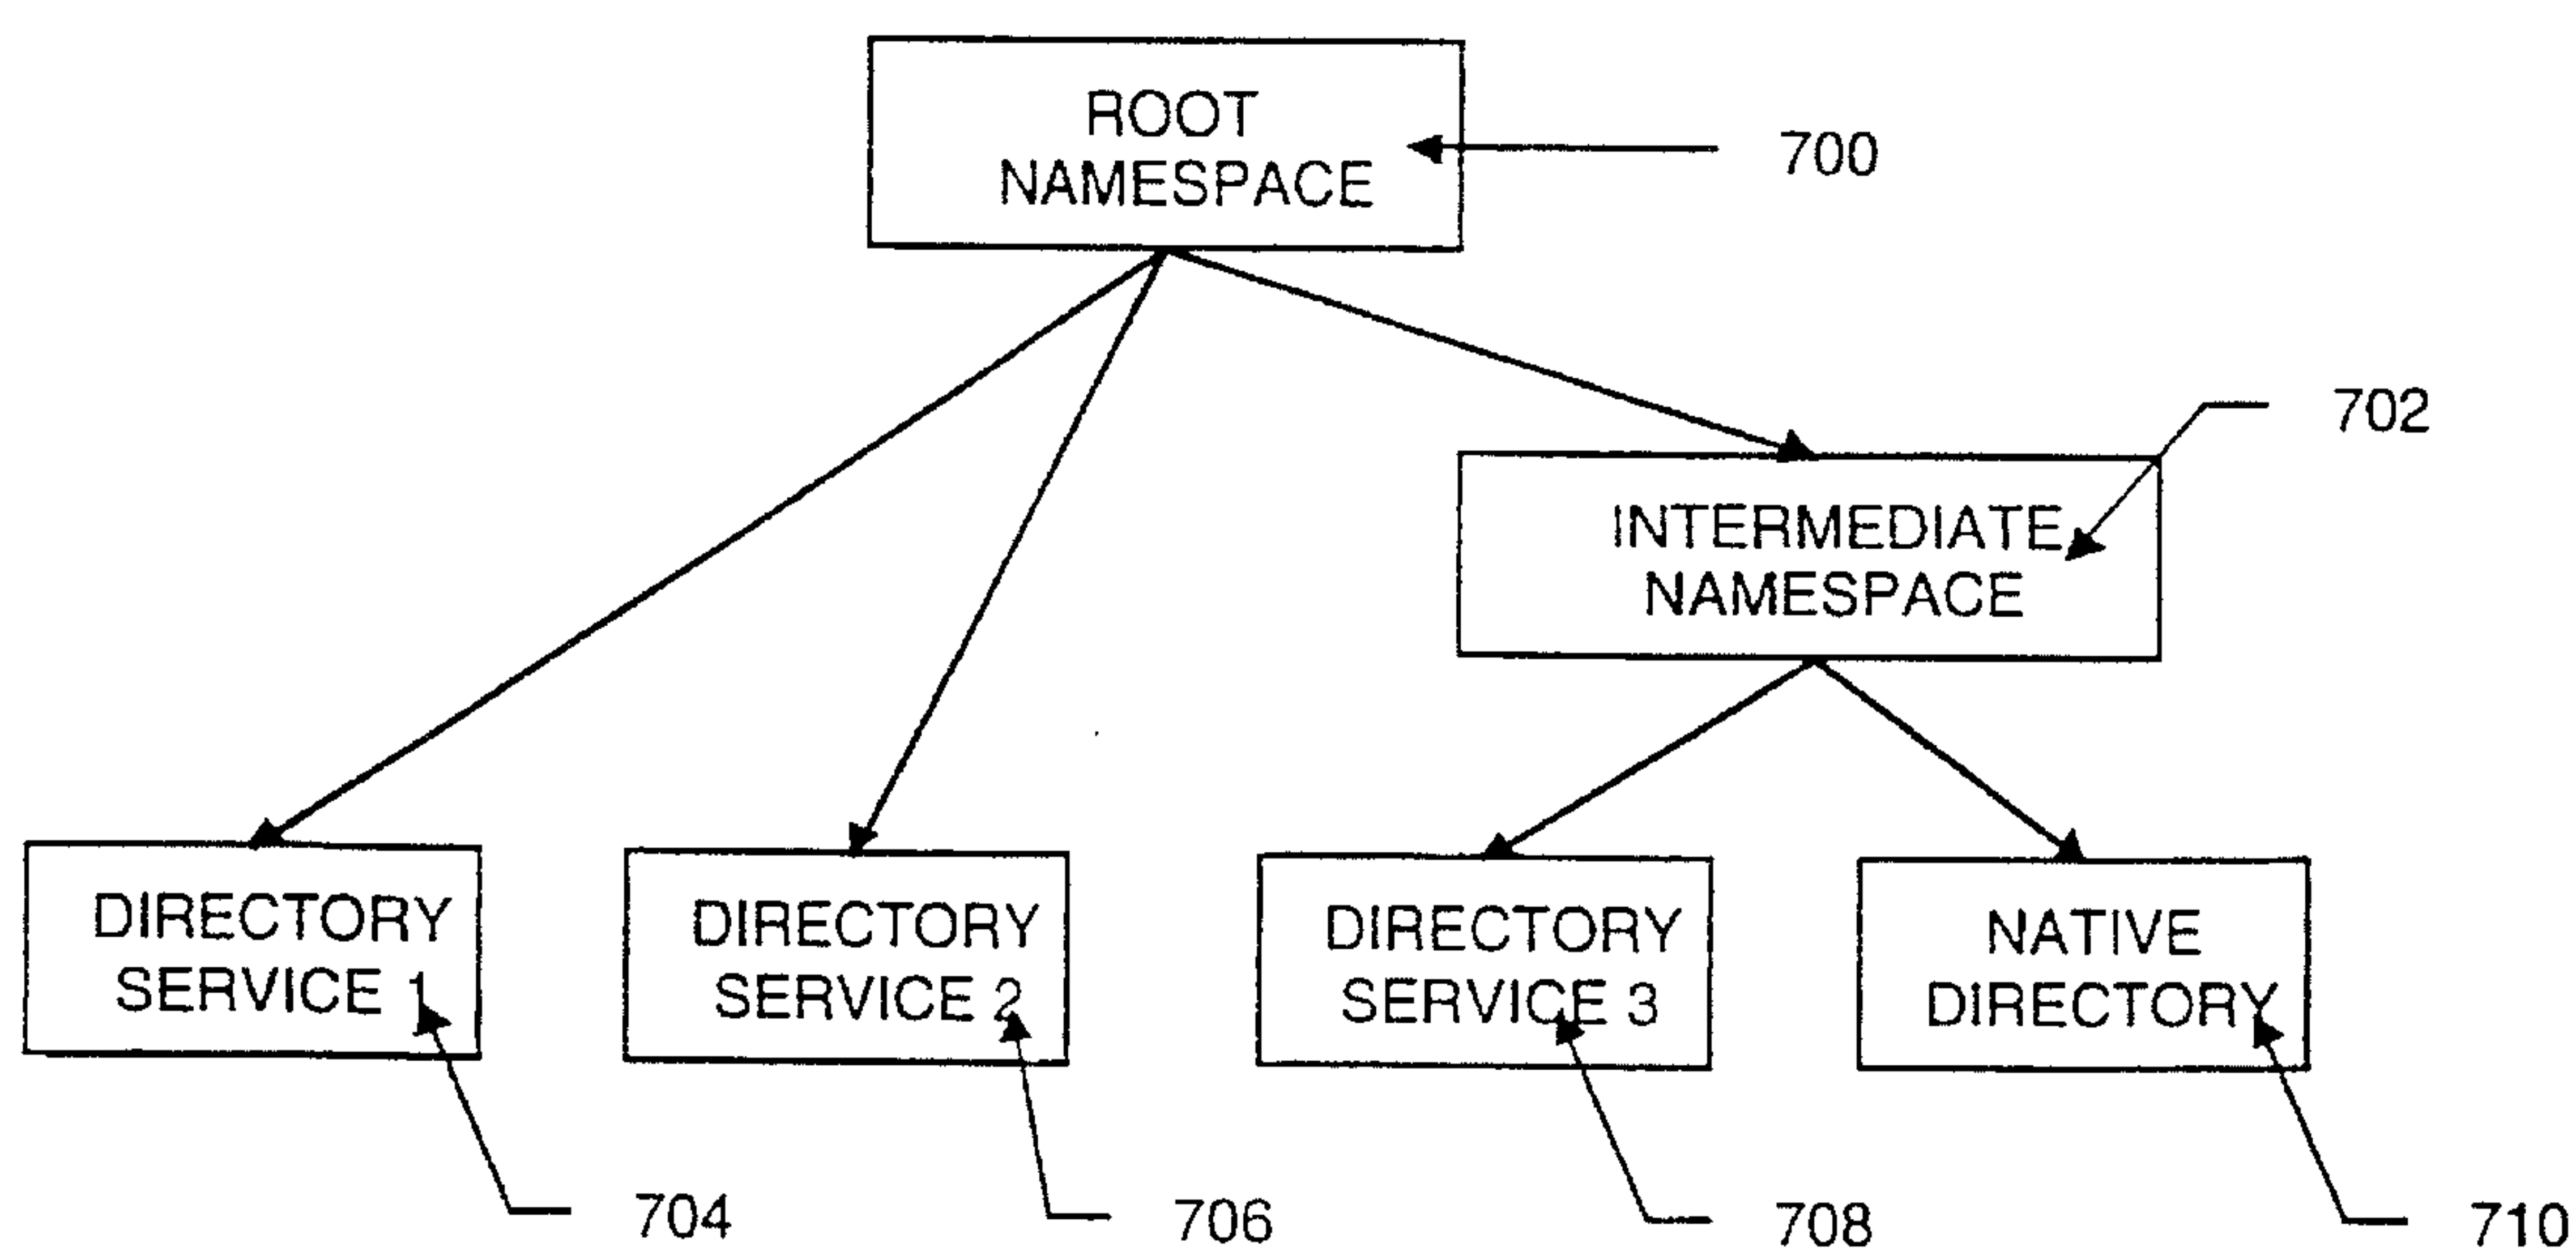 ROOT
NAMESPACE
700
702
INTERMEDIATE
NAMESPACE
DIRECTORY
SERVICE 1
DIRECTORY
SERVICE 2
DIRECTORY
SERVICE 3
NATIVE
DIRECTORY
704
706
708
710